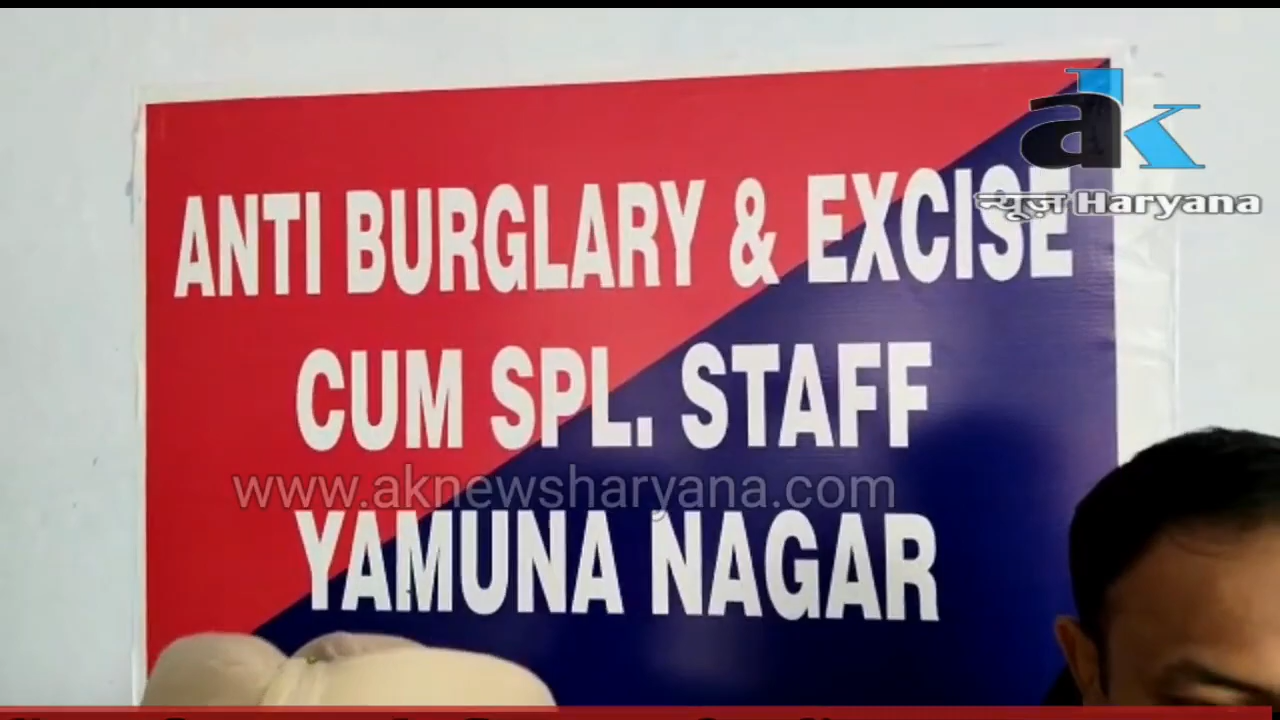 ak
न्यूज़ Haryana
ANTI BURGLARY & EXCISE
CUM SPL. STAFF
www.aknewsharyana.com
YAMUNA NAGAR